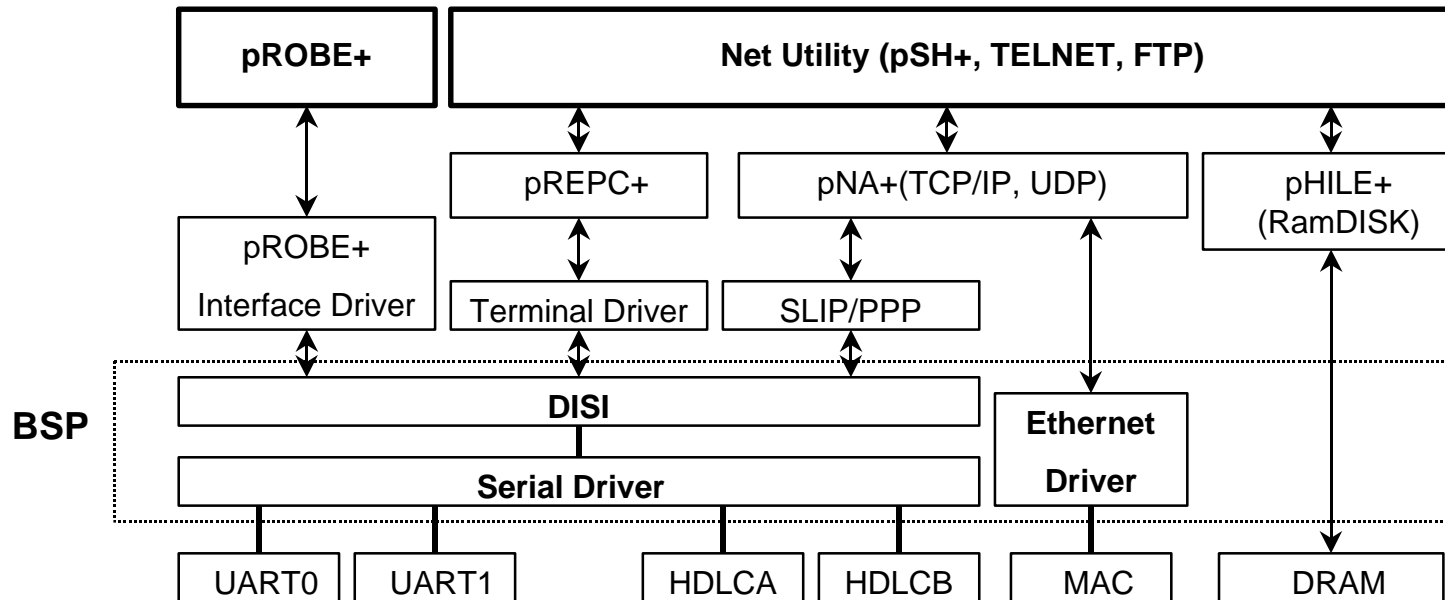 pROBE+
Net Utility (pSH+, TELNET, FTP)
pREPC+
pNA+(TCP/IP, UDP)
pHILE+
(RamDISK)
pROBE+
Interface Driver
Terminal Driver
SLIP/PPP
BSP
DISI
Ethernet
Driver
Serial Driver
UART0
UART1
HDLCA
HDLCB
MAC
DRAM